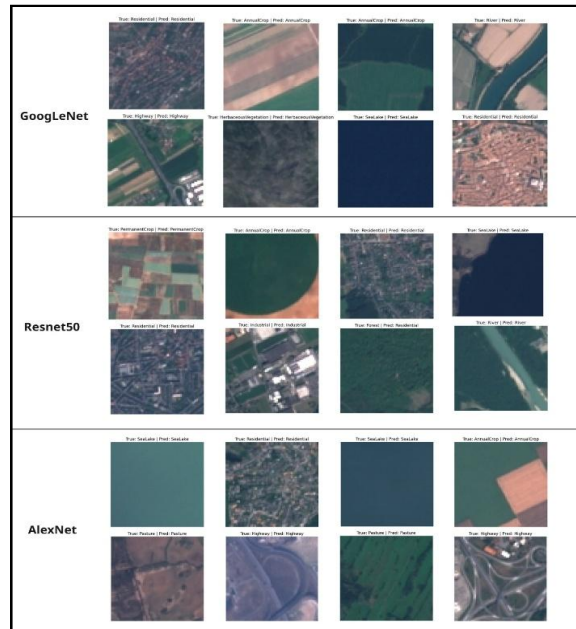 True: Residential | Pred: Residential
True: AnnualCrop | Pred: AnnualCrop
True: AnnualCrop | Pred: AnnualCrop
True: River | Pred: River
GoogLeNet
True: Highway | Pred: Highway
True: HerbaceousVegetation | Pred: HerbaceousVegetation
True: SeaLake | Pred: SeaLake
True: Residential | Pred: Residential
True: PermanentCrop | Pred: PermanentCrop
True: AnnualCrop | Pred: AnnualCrop
True: Residential | Pred: Residential
True: SeaLake | Pred: SeaLake
Resnet50
True: Residential | Pred: Residential
True: Industrial | Pred: Industrial
True: Forest | Pred: Residential
True: River | Pred: River
True: SeaLake | Pred: SeaLake
True: Residential | Pred: Residential
True: SeaLake | Pred: SeaLake
True: AnnualCrop | Pred: AnnualCrop
AlexNet
True: Pasture | Pred: Pasture
True: Highway | Pred: Highway
True: Pasture | Pred: Pasture
True: Highway | Pred: Highway